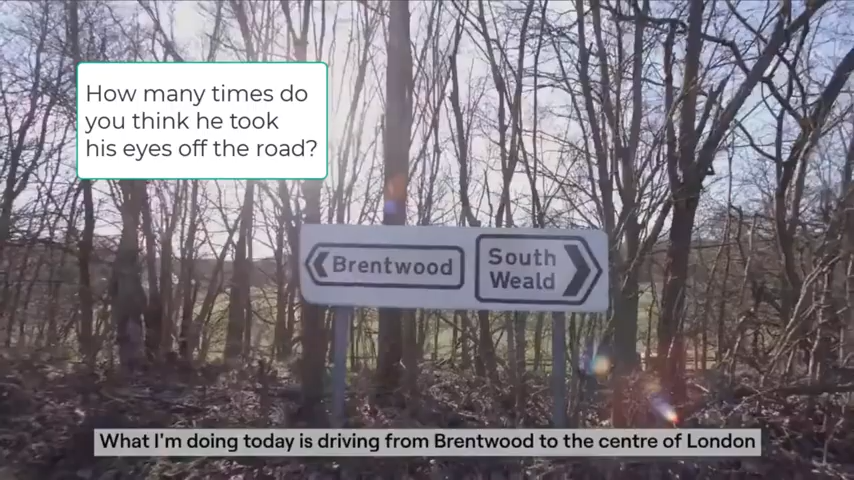 How many times do
you think he took
his eyes off the road?
Brentwood
South
Weald
What I'm doing today is driving from Brentwood to the centre of London